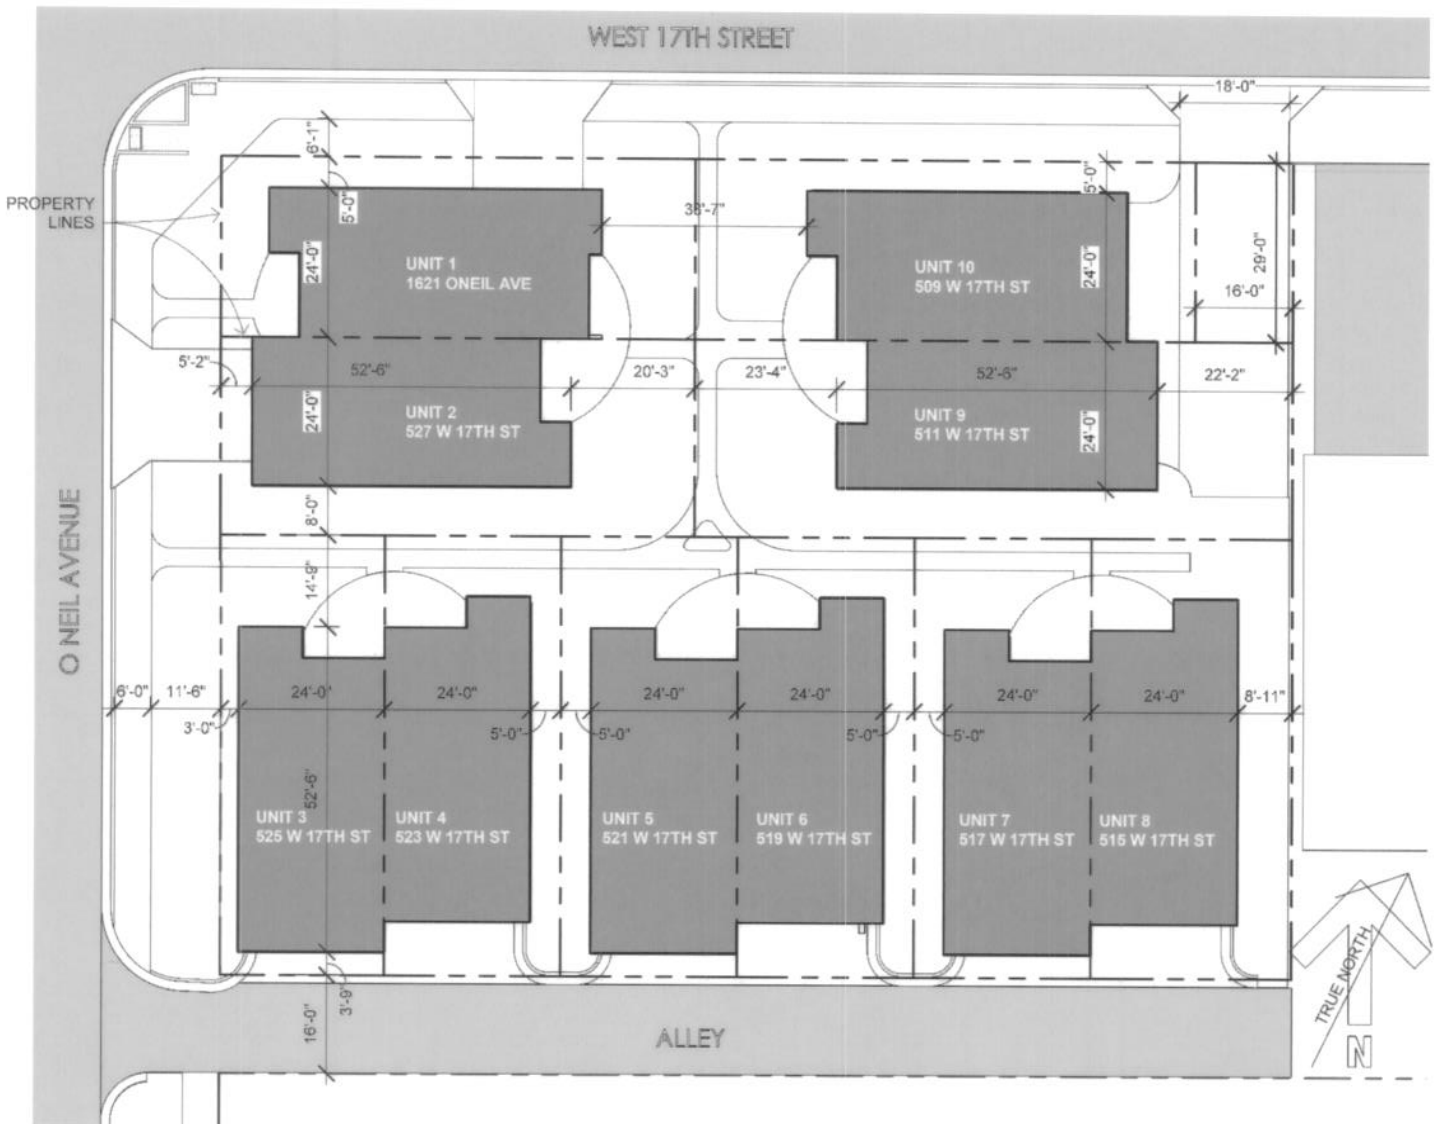 WEST 17TH STREET
18'-0"
6'-1"
5'-0"
5'-0"
PROPERTY
LINES
38'-7"
24'-0"
UNIT 1
1621 ONEIL AVE
UNIT 10
509 W 17TH ST
24'-0"
29'-0"
16'-0"
5'-2"
52'-6"
20'-3"
23'-4"
52'-6"
22'-2"
24'-0"
UNIT 2
527 W 17TH ST
UNIT 9
511 W 17TH ST
24'-0"
8'-0"
O NEIL AVENUE
14'-9"
6'-0"
11'-6"
24'-0"
24'-0"
24'-0"
24'-0"
24'-0"
24'-0"
8'-11"
3'-0"
5'-0"
5'-0"
5'-0"
5'-0"
52'-6"
UNIT 3
525 W 17TH ST
UNIT 4
523 W 17TH ST
UNIT 5
521 W 17TH ST
UNIT 6
519 W 17TH ST
UNIT 7
517 W 17TH ST
UNIT 8
515 W 17TH ST
3'-9"
16'-0"
ALLEY
TRUE NORTH
N